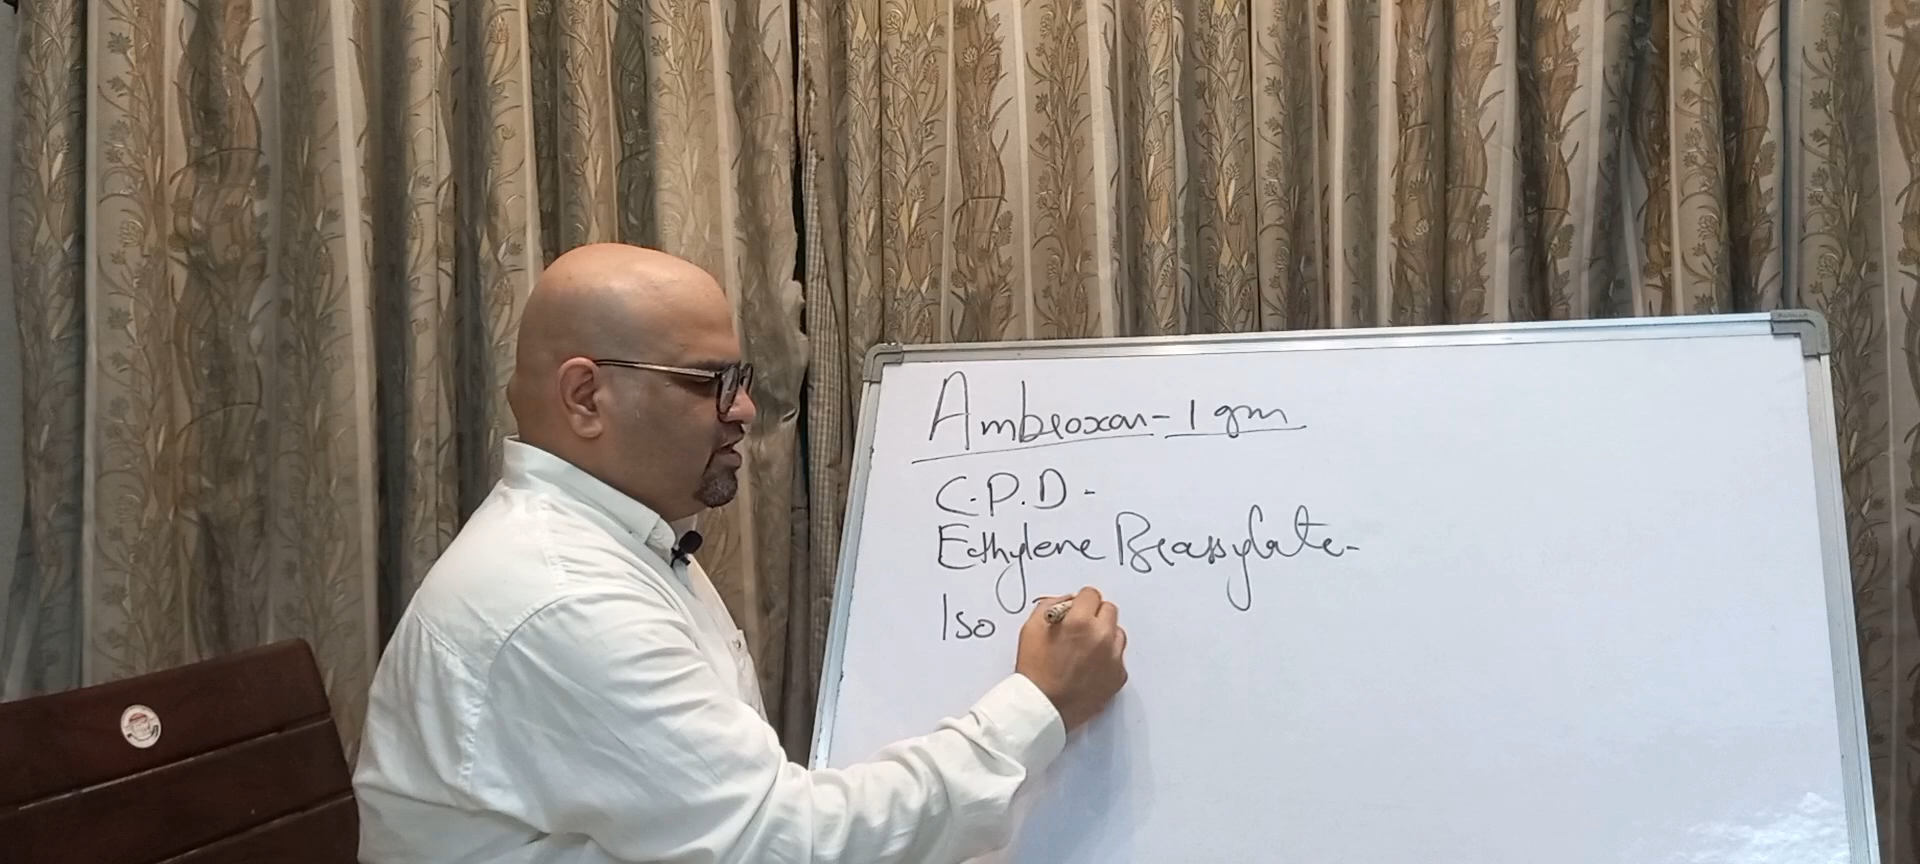 Ambroxan - 1 gm
C.P.D. -
Ethylene Brassylate -
Iso